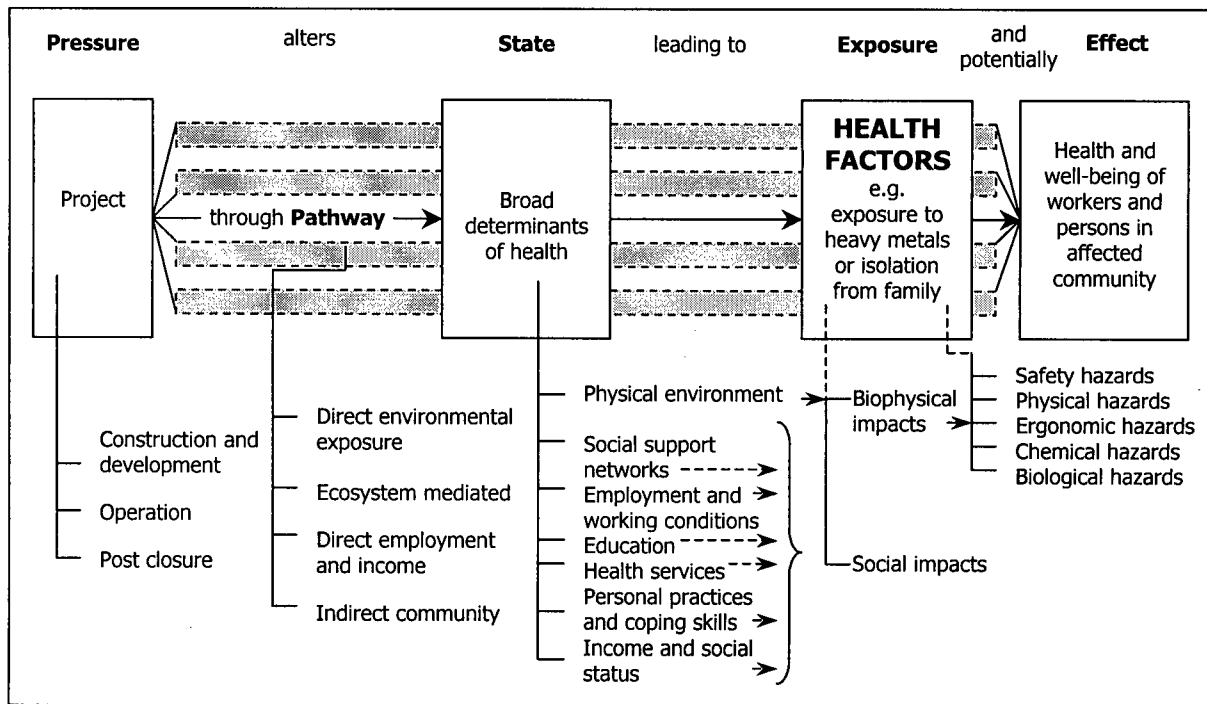 Pressure
alters
State
leading to
Exposure
and
potentially
Effect
Project
through Pathway
Broad
determinants
of health
HEALTH
FACTORS
e.g.
exposure to
heavy metals
or isolation
from family
Health and
well-being of
workers and
persons in
affected
community
Construction and
development
Operation
Post closure
Direct environmental
exposure
Ecosystem mediated
Direct employment
and income
Indirect community
Physical environment
Social support
networks
Employment and
working conditions
Education
Health services
Personal practices
and coping skills
Income and social
status
Biophysical
impacts
Social impacts
Safety hazards
Physical hazards
Ergonomic hazards
Chemical hazards
Biological hazards